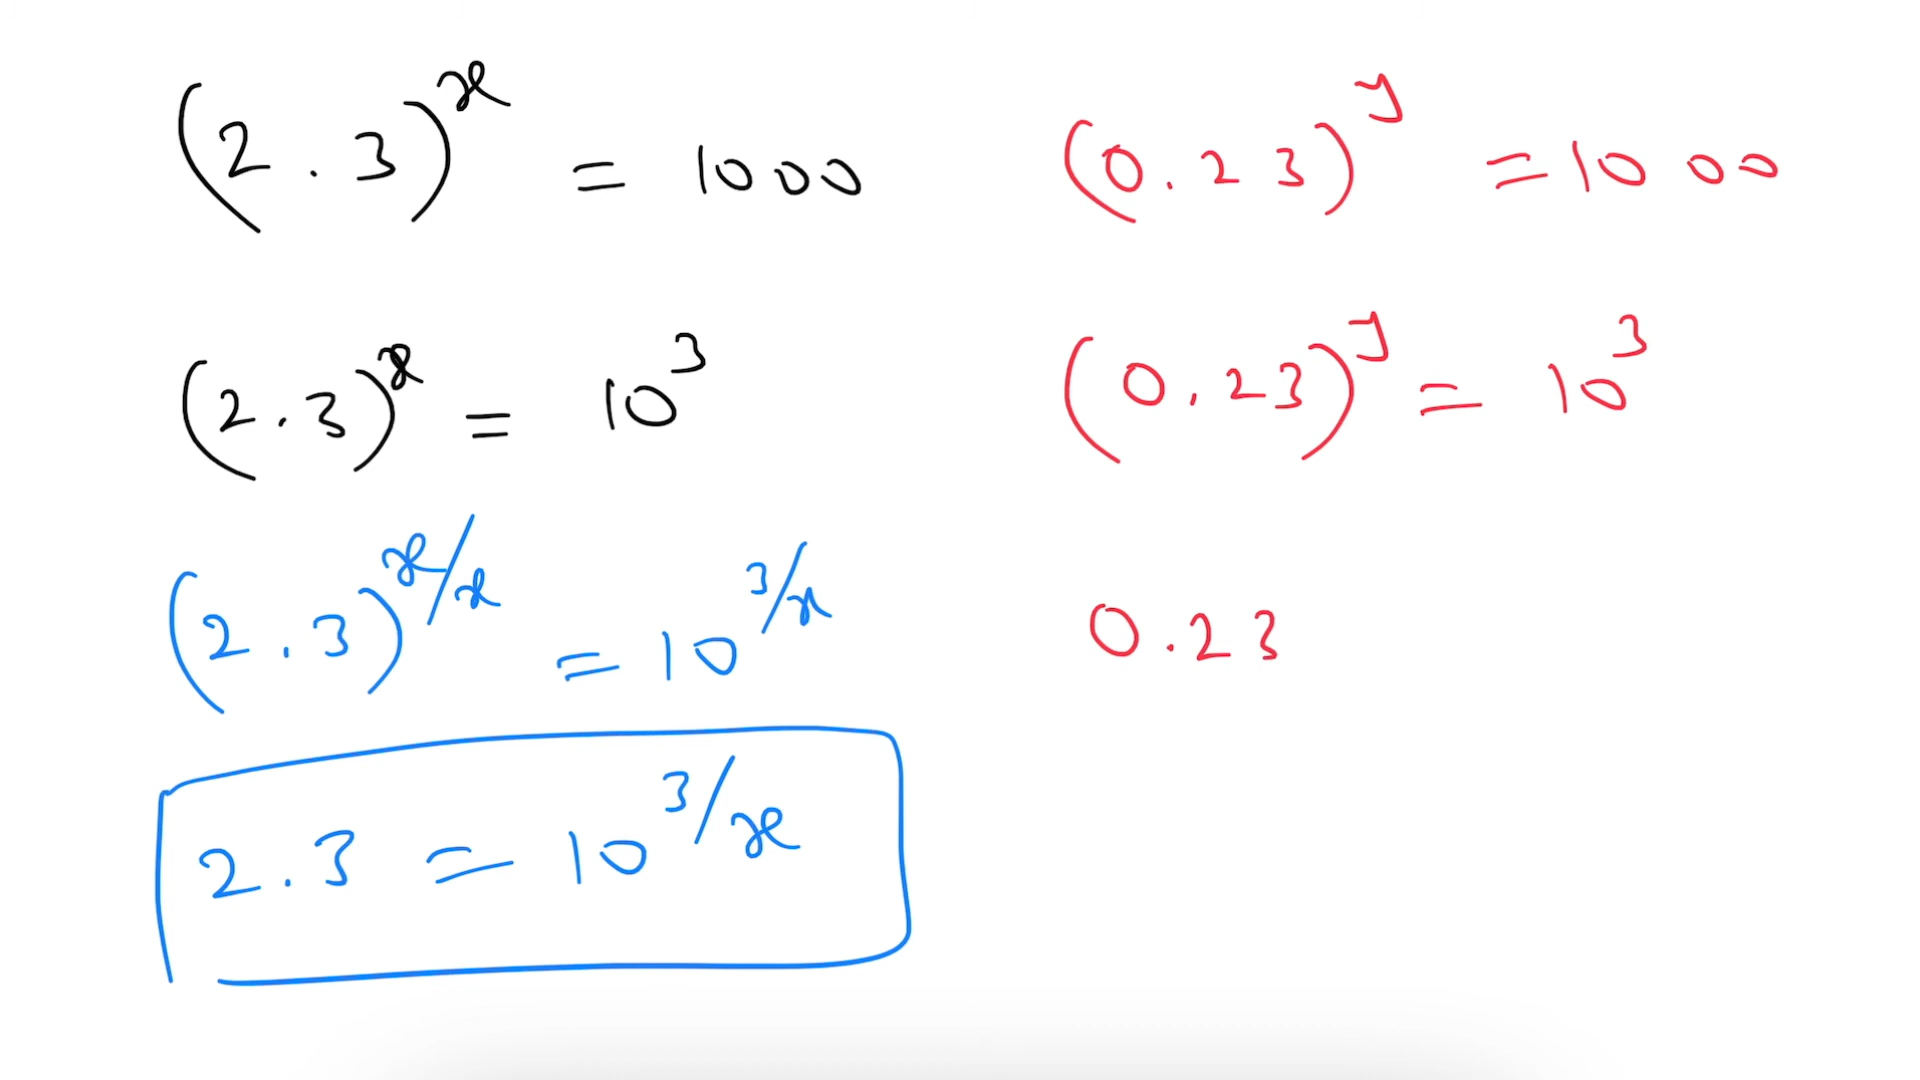 (2.3)^x = 1000
(2.3)^x = 10^3
(2.3)^x/x = 10^3/x
2.3 = 10^3/x
(0.23)^y = 1000
(0.23)^y = 10^3
0.23